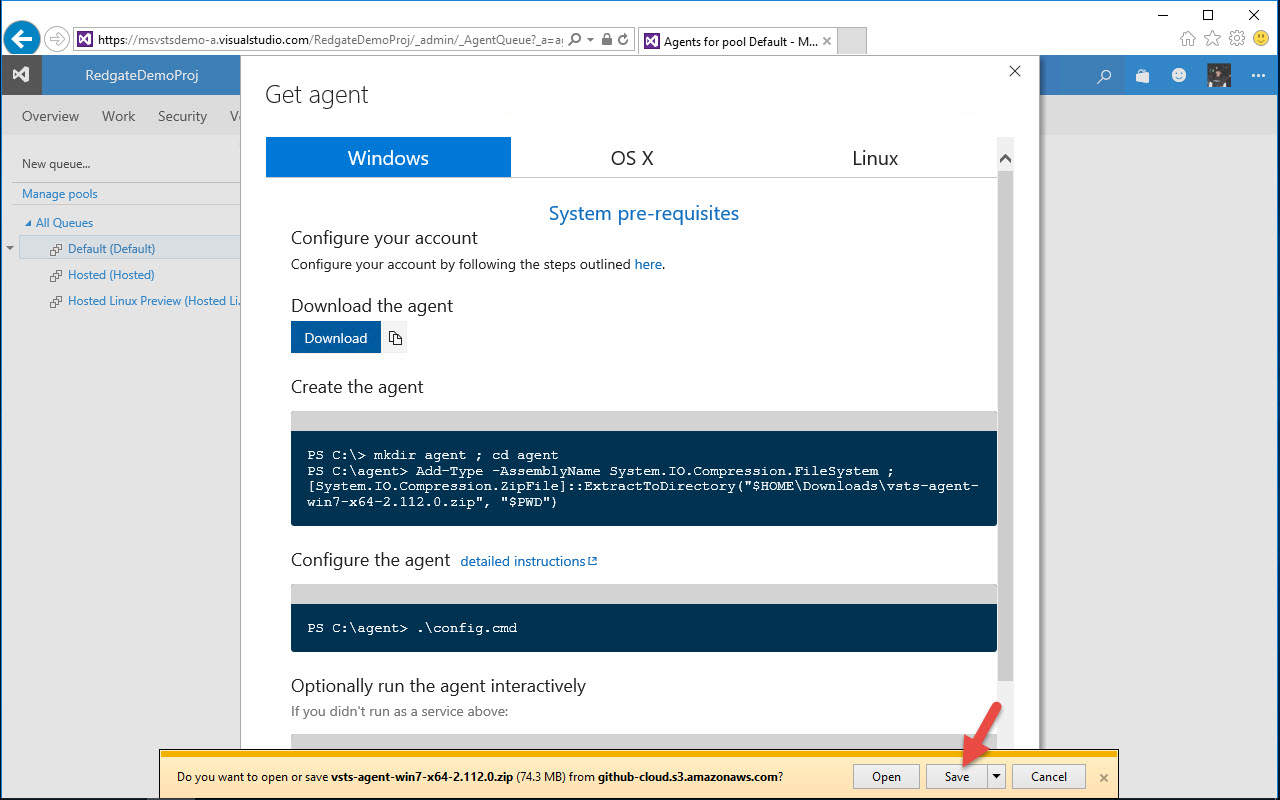 https://msvstsdemo-a.visualstudio.com/RedgateDemoProj/_admin/_AgentQueue?_a=a
Agents for pool Default - M...
RedgateDemoProj
Overview Work Security
New queue...
Manage pools
All Queues
Default (Default)
Hosted (Hosted)
Hosted Linux Preview (Hosted Li...
Get agent
Windows OS X Linux
System pre-requisites
Configure your account
Configure your account by following the steps outlined here.
Download the agent
Download
Create the agent
PS C:\> mkdir agent ; cd agent
PS C:\agent> Add-Type -AssemblyName System.IO.Compression.FileSystem ;
[System.IO.Compression.ZipFile]::ExtractToDirectory("$HOME\Downloads\vsts-agent-
win7-x64-2.112.0.zip", "$PWD")
Configure the agent detailed instructions
PS C:\agent> .\config.cmd
Optionally run the agent interactively
If you didn't run as a service above:
Do you want to open or save vsts-agent-win7-x64-2.112.0.zip (74.3 MB) from github-cloud.s3.amazonaws.com?
Open Save Cancel